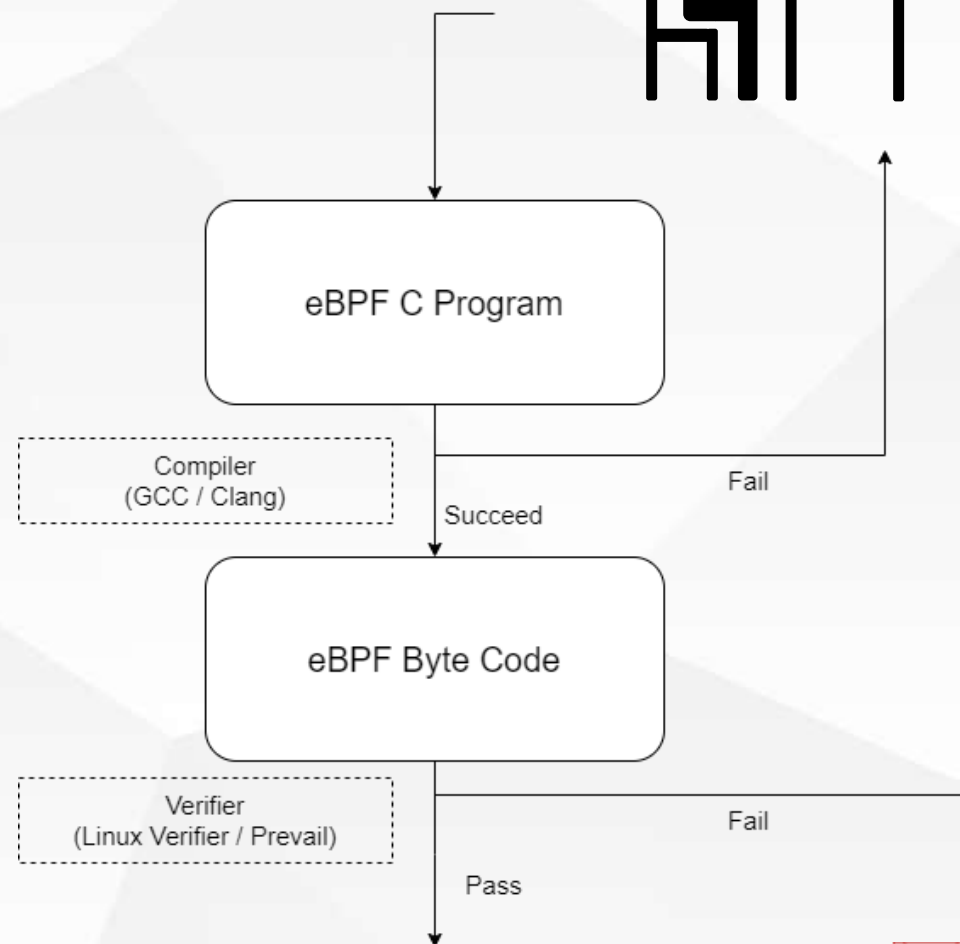 eBPF C Program
Compiler
(GCC / Clang)
Fail
Succeed
eBPF Byte Code
Verifier
(Linux Verifier / Prevail)
Fail
Pass